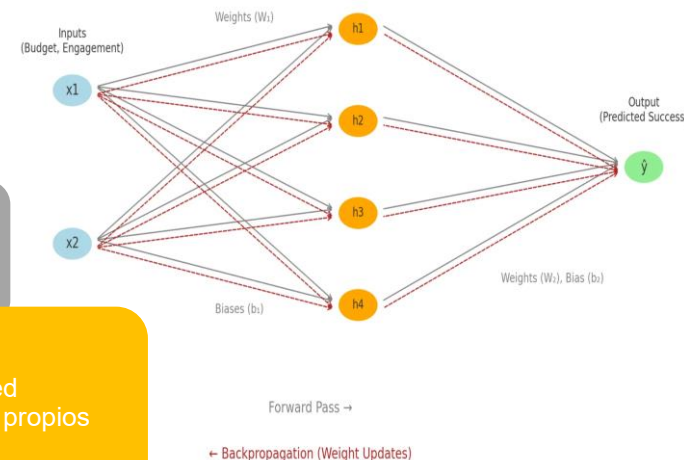 Weights (W₁)
Inputs
(Budget, Engagement)
h1
x1
h2
Output
(Predicted Success
ŷ
h3
x2
Weights (W₂), Bias (b₂)
Biases (b₁)
h4
propios
Forward Pass →
← Backpropagation (Weight Updates)